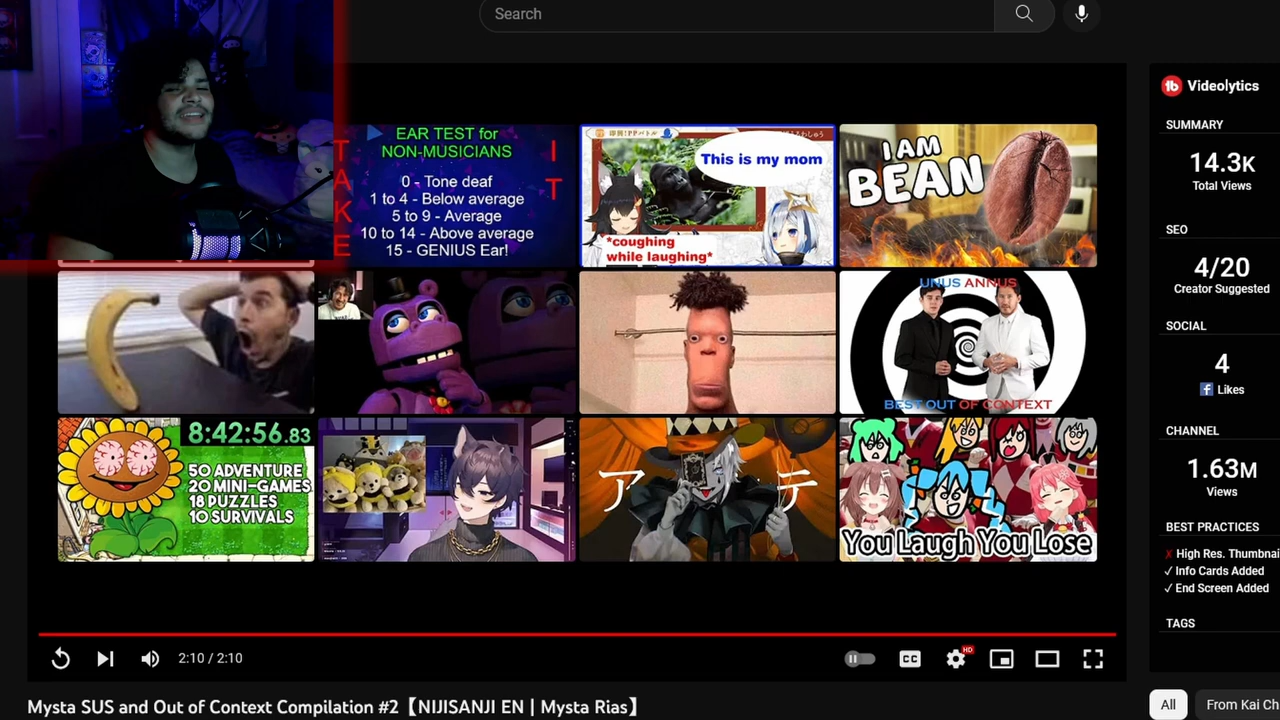 Search
Videolytics
SUMMARY
14.3K
Total Views
SEO
4/20
Creator Suggested
SOCIAL
4
Likes
CHANNEL
1.63M
Views
BEST PRACTICES
✗ High Res. Thumbnai
✓ Info Cards Added
✓ End Screen Added
TAGS
TAKE
IT
EAR TEST for
NON-MUSICIANS
0 - Tone deaf
1 to 4 - Below average
5 to 9 - Average
10 to 14 - Above average
15 - GENIUS Ear!
This is my mom
*coughing
while laughing*
I AM
BEAN
UNUS ANNUS
BEST OUT OF CONTEXT
8:42:56.83
50 ADVENTURE
20 MINI-GAMES
18 PUZZLES
10 SURVIVALS
ア テ
You Laugh You Lose
2:10 / 2:10
CC
HD
Mysta SUS and Out of Context Compilation #2【NIJISANJI EN | Mysta Rias】
All
From Kai Ch